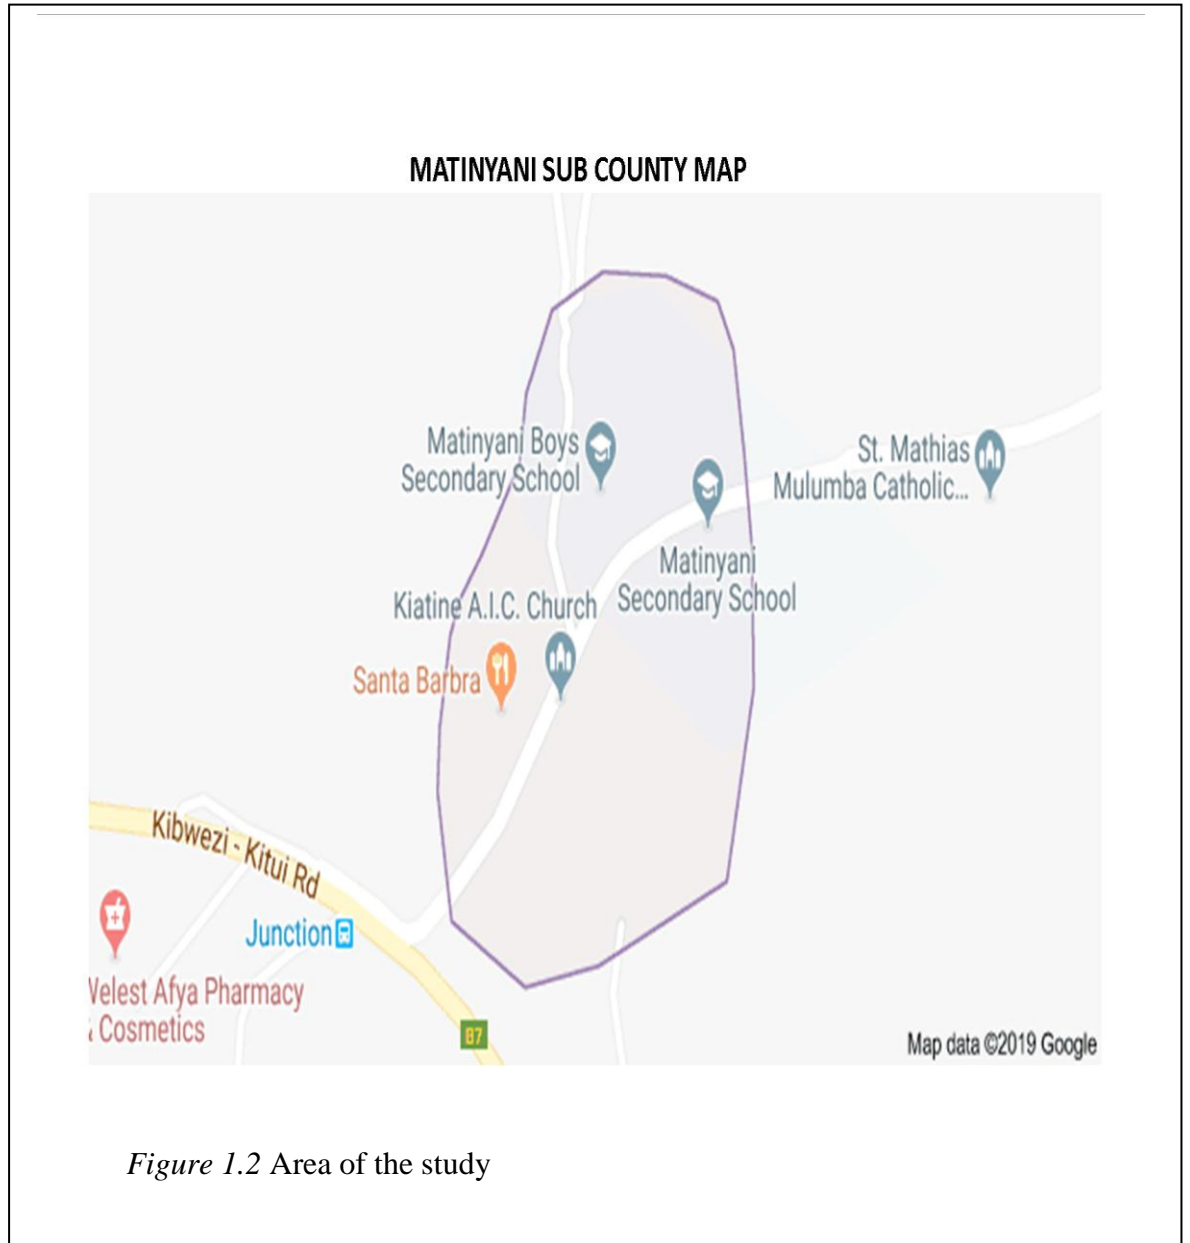 MATINYANI SUB COUNTY MAP
Matinyani Boys
Secondary School
St. Mathias
Mulumba Catholic...
Matinyani
Secondary School
Kiatine A.I.C. Church
Santa Barbra
Kibwezi - Kitui Rd
Junction
Velest Afya Pharmacy
& Cosmetics
B7
Map data ©2019 Google
Figure 1.2 Area of the study